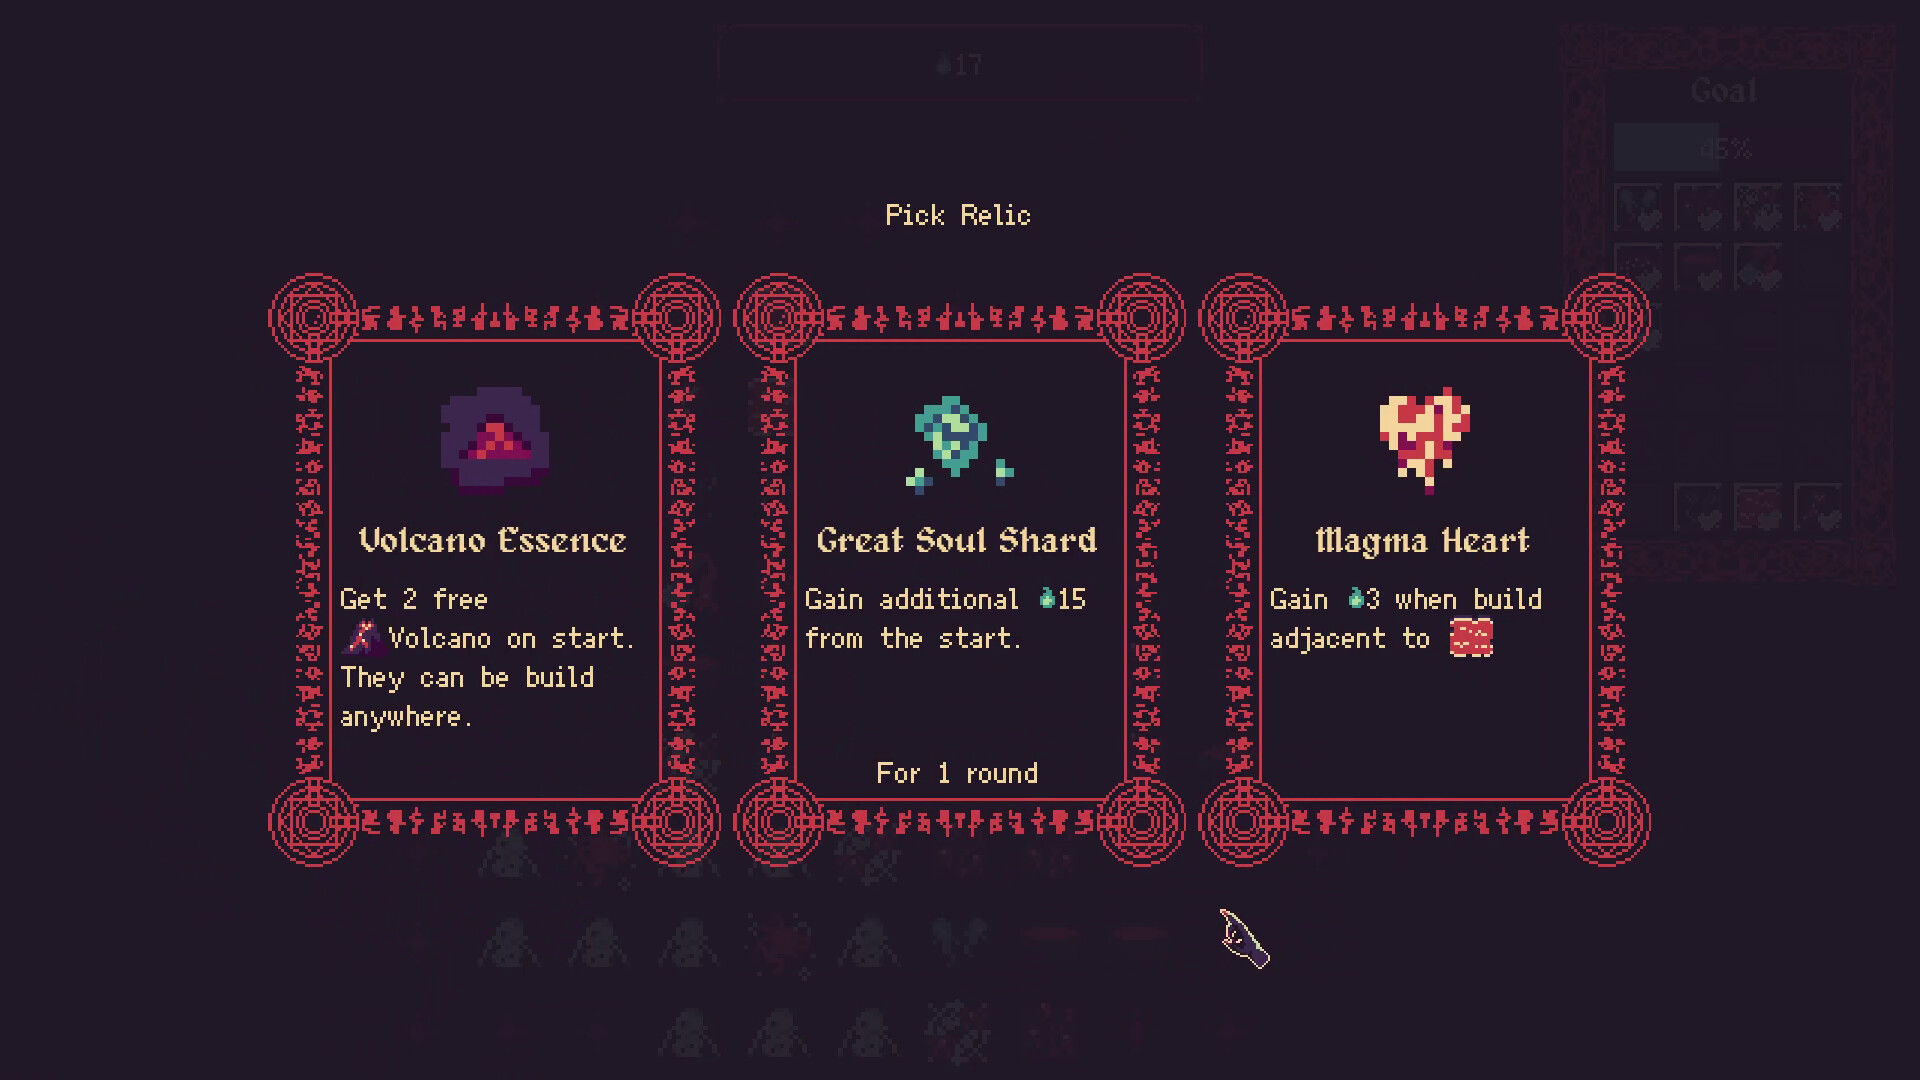 17
Goal
45%
Pick Relic
Volcano Essence
Get 2 free
Volcano on start.
They can be build
anywhere.
Great Soul Shard
Gain additional 15
from the start.
For 1 round
Magma Heart
Gain 3 when build
adjacent to